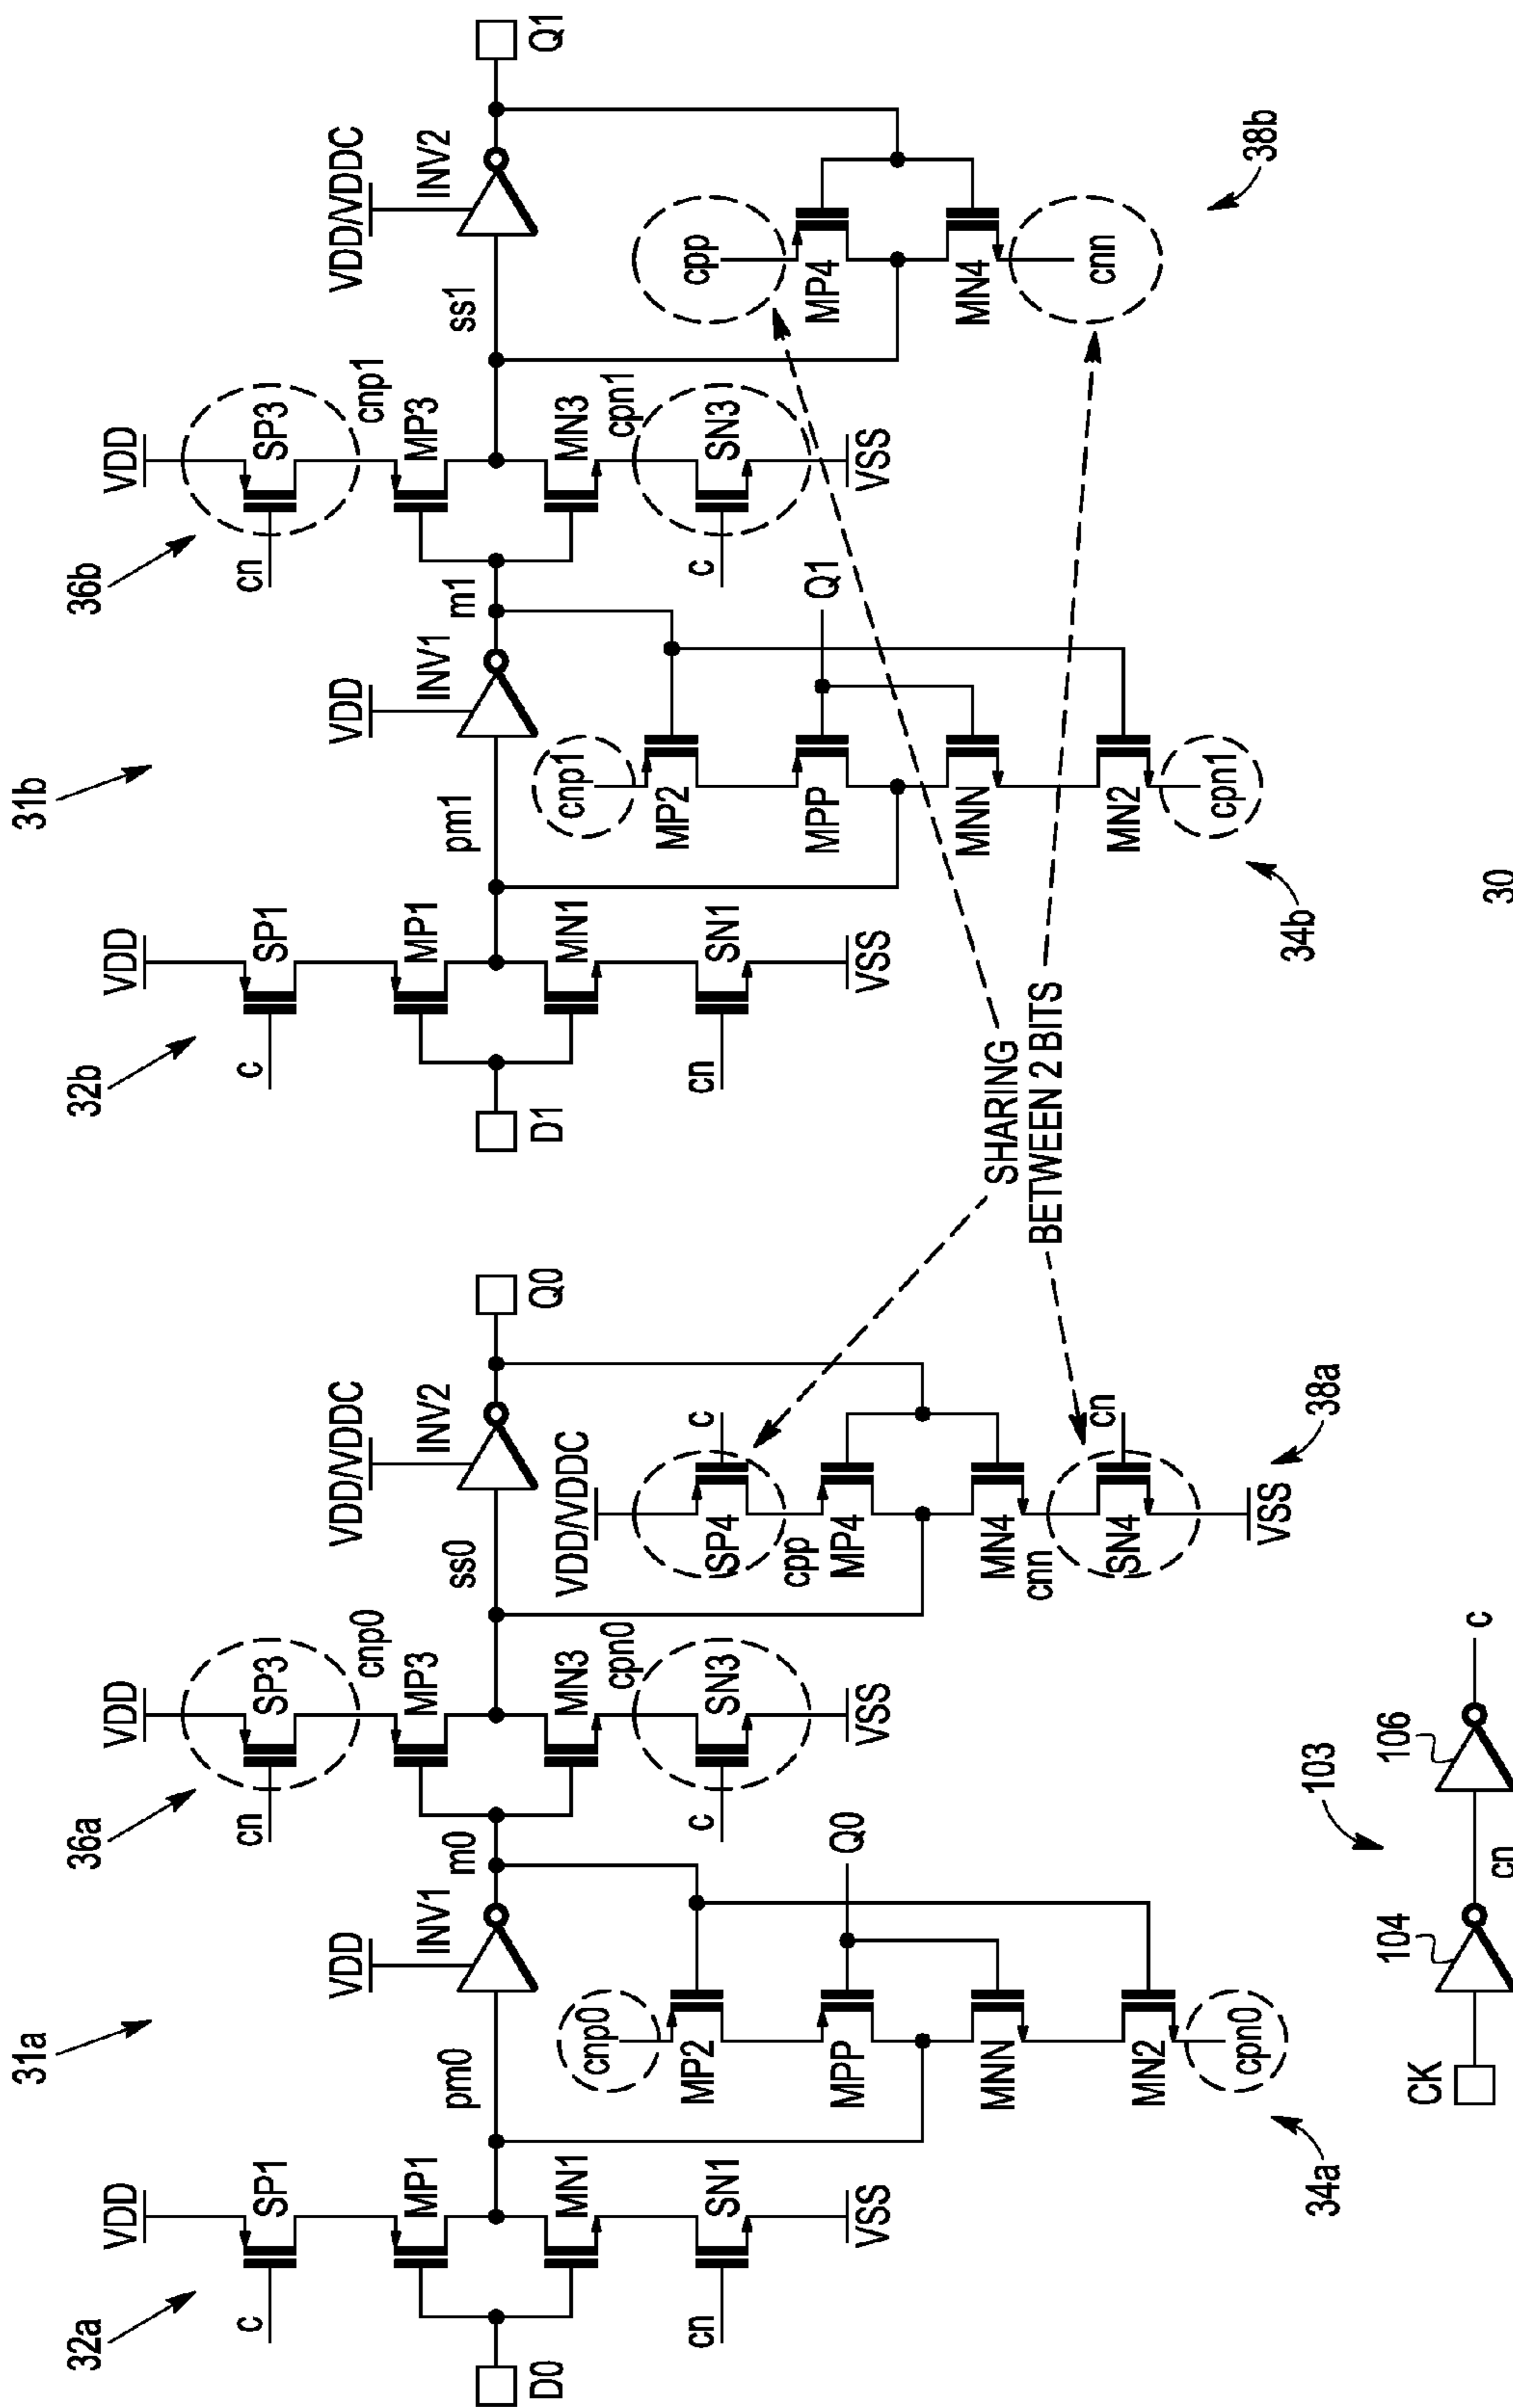 31a
31b
32a
VDD
SP1
c
MP1
D0
MN1
cn
SN1
VSS
pm0
VDD
INV1
m0
cnp0
MP2
MPP
Q0
MNN
MN2
cpn0
34a
36a
VDD
SP3
cn
cnp0
MP3
MN3
cpn0
c
SN3
VSS
ss0
VDD/VDDC
INV2
Q0
VDD/VDDC
c
SP4
cpp
MP4
MN4
cnn
cn
SN4
VSS
38a
SHARING
BETWEEN 2 BITS
32b
VDD
SP1
c
MP1
D1
MN1
cn
SN1
VSS
pm1
VDD
INV1
m1
cnp1
MP2
MPP
Q1
MNN
MN2
cpn1
34b
36b
VDD
SP3
cn
cnp1
MP3
MN3
cpn1
c
SN3
VSS
ss1
VDD/VDDC
INV2
Q1
cpp
MP4
MN4
cnn
38b
CK
104
cn
103
106
c
30